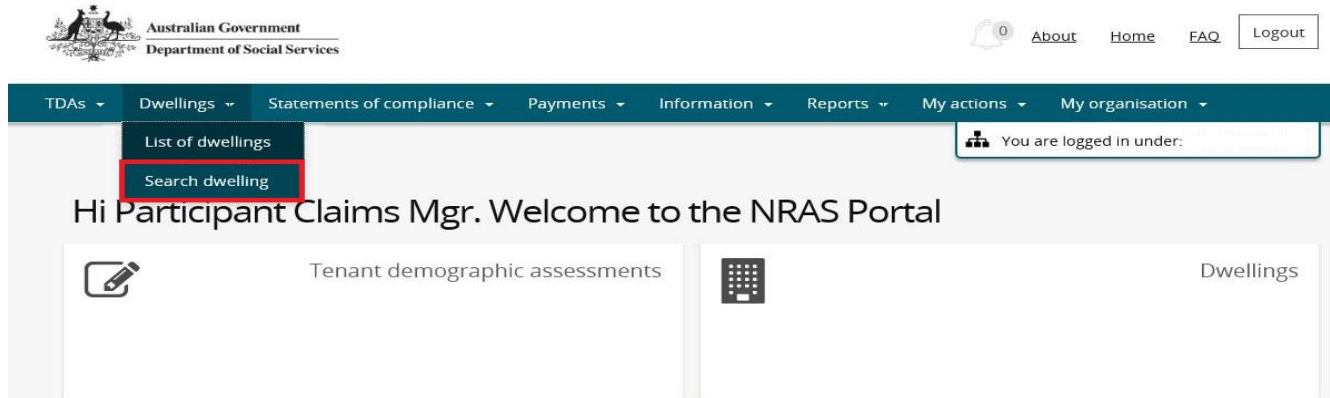 Australian Government
Department of Social Services
0 About Home FAQ Logout
TDAs Dwellings Statements of compliance Payments Information Reports My actions My organisation
List of dwellings
You are logged in under:
Search dwelling
Hi Participant Claims Mgr. Welcome to the NRAS Portal
Tenant demographic assessments
Dwellings